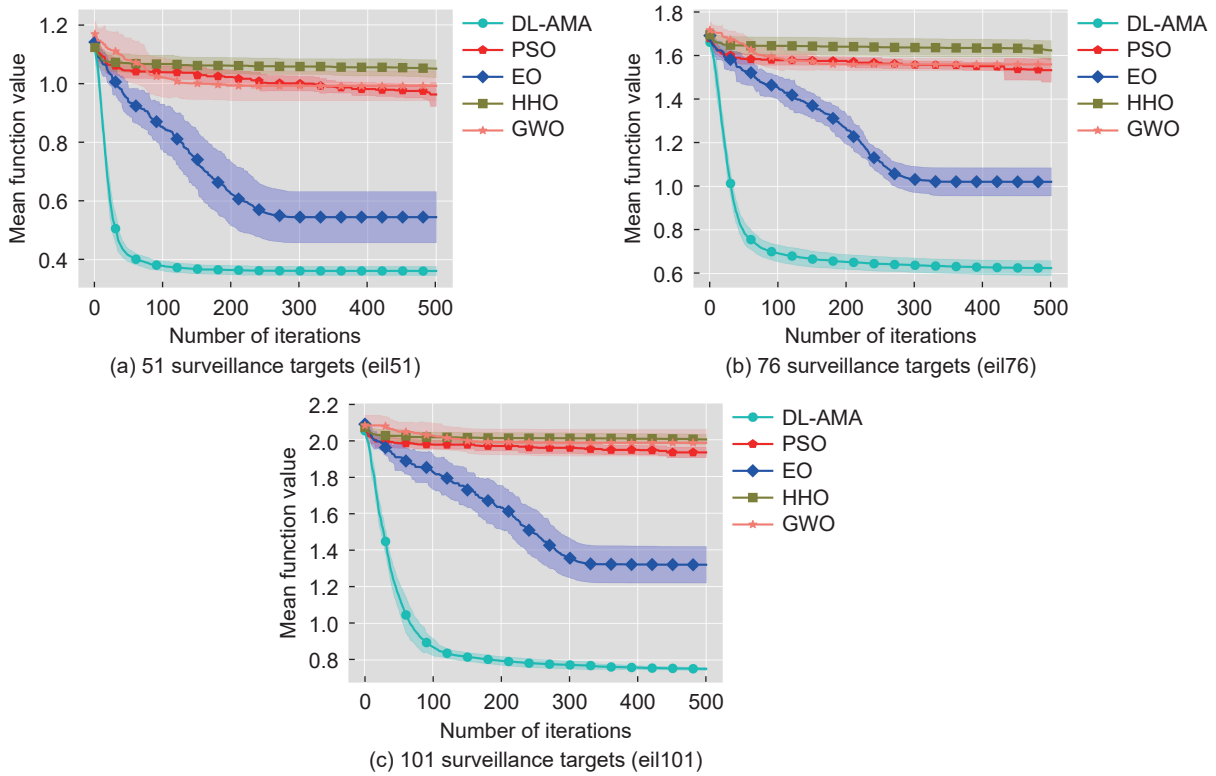 1.2
1.0
0.8
0.6
0.4
Mean function value
0 100 200 300 400 500
Number of iterations
DL-AMA
PSO
EO
HHO
GWO
(a) 51 surveillance targets (eil51)
1.8
1.6
1.4
1.2
1.0
0.8
0.6
Mean function value
0 100 200 300 400 500
Number of iterations
DL-AMA
PSO
EO
HHO
GWO
(b) 76 surveillance targets (eil76)
2.2
2.0
1.8
1.6
1.4
1.2
1.0
0.8
Mean function value
0 100 200 300 400 500
Number of iterations
DL-AMA
PSO
EO
HHO
GWO
(c) 101 surveillance targets (eil101)